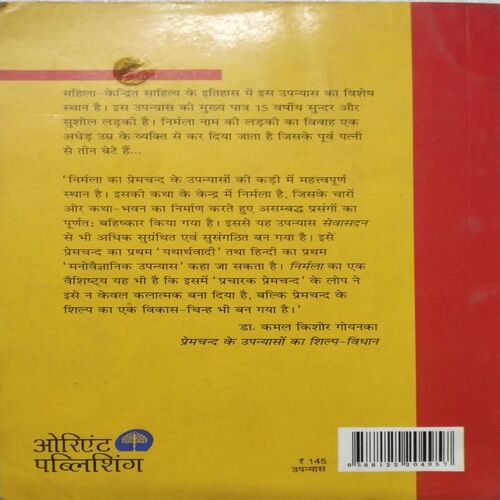 महिला-केन्द्रित साहित्य के इतिहास में इस उपन्यास का विशेष
स्थान है। इस उपन्यास की मुख्य पात्र 15 वर्षीय सुन्दर और
सुशील लड़की है। निर्मला नाम की लड़की का विवाह एक
अधेड़ उम्र के व्यक्ति से कर दिया जाता है जिसके पूर्व पत्नी
से तीन बेटे हैं...
‘निर्मला का प्रेमचन्द के उपन्यासों की कड़ी में महत्त्वपूर्ण
स्थान है। इसकी कथा के केन्द्र में निर्मला है, जिसके चारों
ओर कथा-भवन का निर्माण करते हुए असम्बद्ध प्रसंगों का
पूर्णतः बहिष्कार किया गया है। इससे यह उपन्यास सेवासदन
से भी अधिक सुग्रंथित एवं सुसंगठित बन गया है। इसे
प्रेमचन्द का प्रथम ‘यथार्थवादी’ तथा हिन्दी का प्रथम
‘मनोवैज्ञानिक उपन्यास’ कहा जा सकता है। निर्मला का एक
वैशिष्ट्य यह भी है कि इसमें ‘प्रचारक प्रेमचन्द’ के लोप ने
इसे न केवल कलात्मक बना दिया है, बल्कि प्रेमचन्द के
शिल्प का एक विकास-चिन्ह भी बन गया है।’
डा. कमल किशोर गोयनका
प्रेमचन्द के उपन्यासों का शिल्प-विधान
ओरिएंट
पब्लिशिंग
₹ 145
उपन्यास
9788122204957